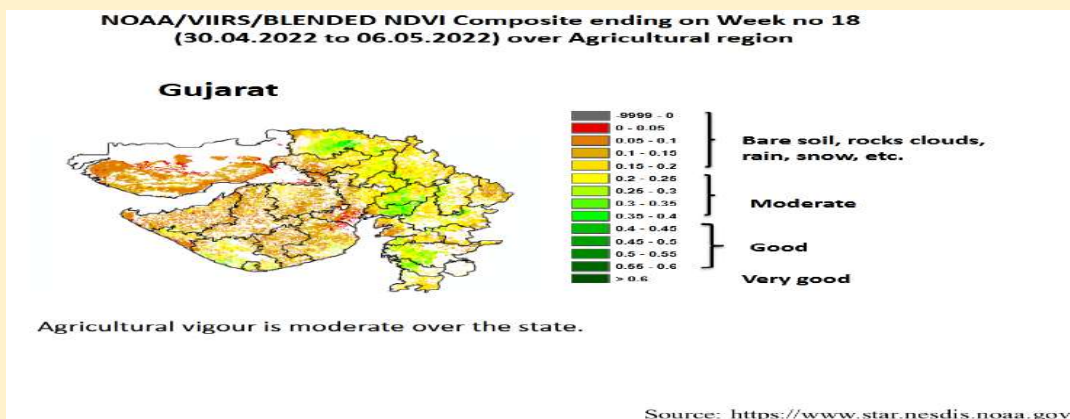 NOAA/VIIRS/BLENDED NDVI Composite ending on Week no 18
(30.04.2022 to 06.05.2022) over Agricultural region
Gujarat
-9999 - 0
0 - 0.05
0.05 - 0.1
0.1 - 0.15
0.15 - 0.2
0.2 - 0.25
0.25 - 0.3
0.3 - 0.35
0.35 - 0.4
0.4 - 0.45
0.45 - 0.5
0.5 - 0.55
0.55 - 0.6
> 0.6
Bare soil, rocks clouds,
rain, snow, etc.
Moderate
Good
Very good
Agricultural vigour is moderate over the state.
Source: https://www.star.nesdis.noaa.gov